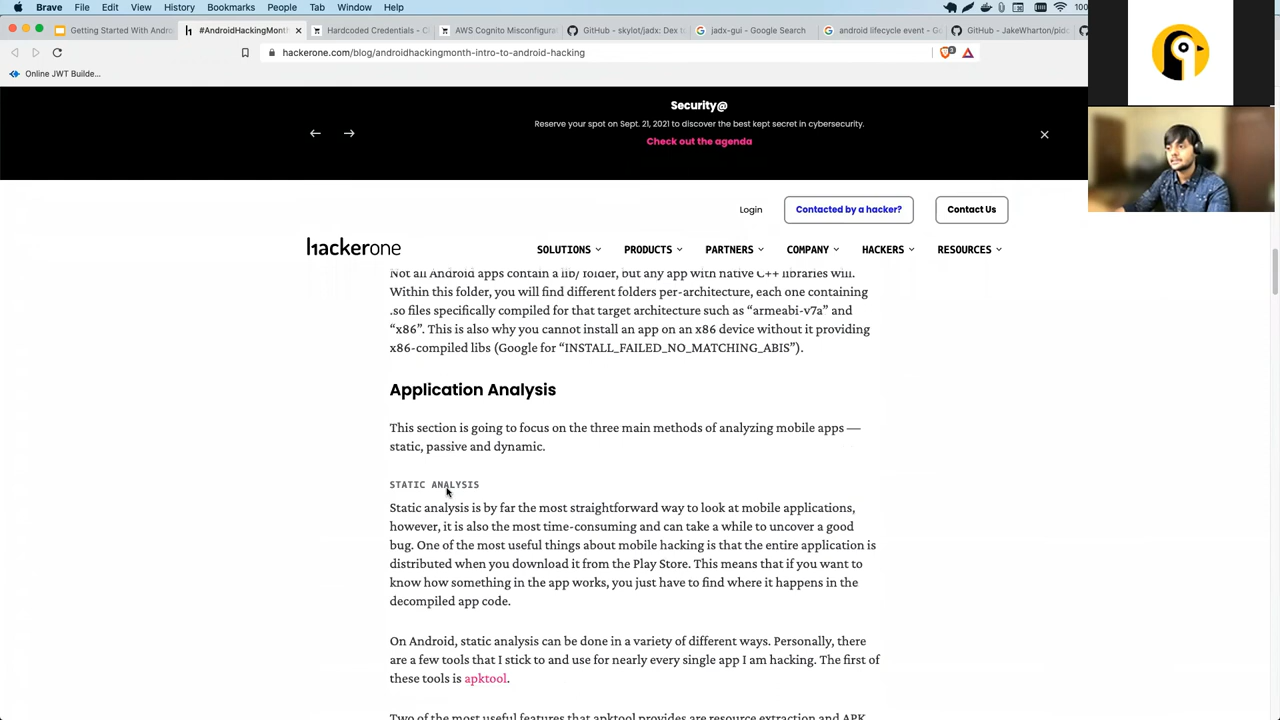 Brave File Edit View History Bookmarks People Tab Window Help 100
Getting Started With Andro
#AndroidHackingMont
Hardcoded Credentials - C
AWS Cognito Misconfigura
GitHub - skylot/jadx: Dex t
jadx-gui - Google Search
android lifecycle event - G
GitHub - JakeWharton/pid
hackerone.com/blog/androidhackingmonth-intro-to-android-hacking
3
Online JWT Builde...
Security@
Reserve your spot on Sept. 21, 2021 to discover the best kept secret in cybersecurity.
Check out the agenda
Login
Contacted by a hacker?
Contact Us
hackerone
SOLUTIONS PRODUCTS PARTNERS COMPANY HACKERS RESOURCES
Not all Android apps contain a lib/ folder, but any app with native C++ libraries will.
Within this folder, you will find different folders per-architecture, each one containing
.so files specifically compiled for that target architecture such as “armeabi-v7a” and
“x86”. This is also why you cannot install an app on an x86 device without it providing
x86-compiled libs (Google for “INSTALL_FAILED_NO_MATCHING_ABIS”).
Application Analysis
This section is going to focus on the three main methods of analyzing mobile apps —
static, passive and dynamic.
STATIC ANALYSIS
Static analysis is by far the most straightforward way to look at mobile applications,
however, it is also the most time-consuming and can take a while to uncover a good
bug. One of the most useful things about mobile hacking is that the entire application is
distributed when you download it from the Play Store. This means that if you want to
know how something in the app works, you just have to find where it happens in the
decompiled app code.
On Android, static analysis can be done in a variety of different ways. Personally, there
are a few tools that I stick to and use for nearly every single app I am hacking. The first of
these tools is apktool.
Two of the most useful features that apktool provides are resource extraction and APK